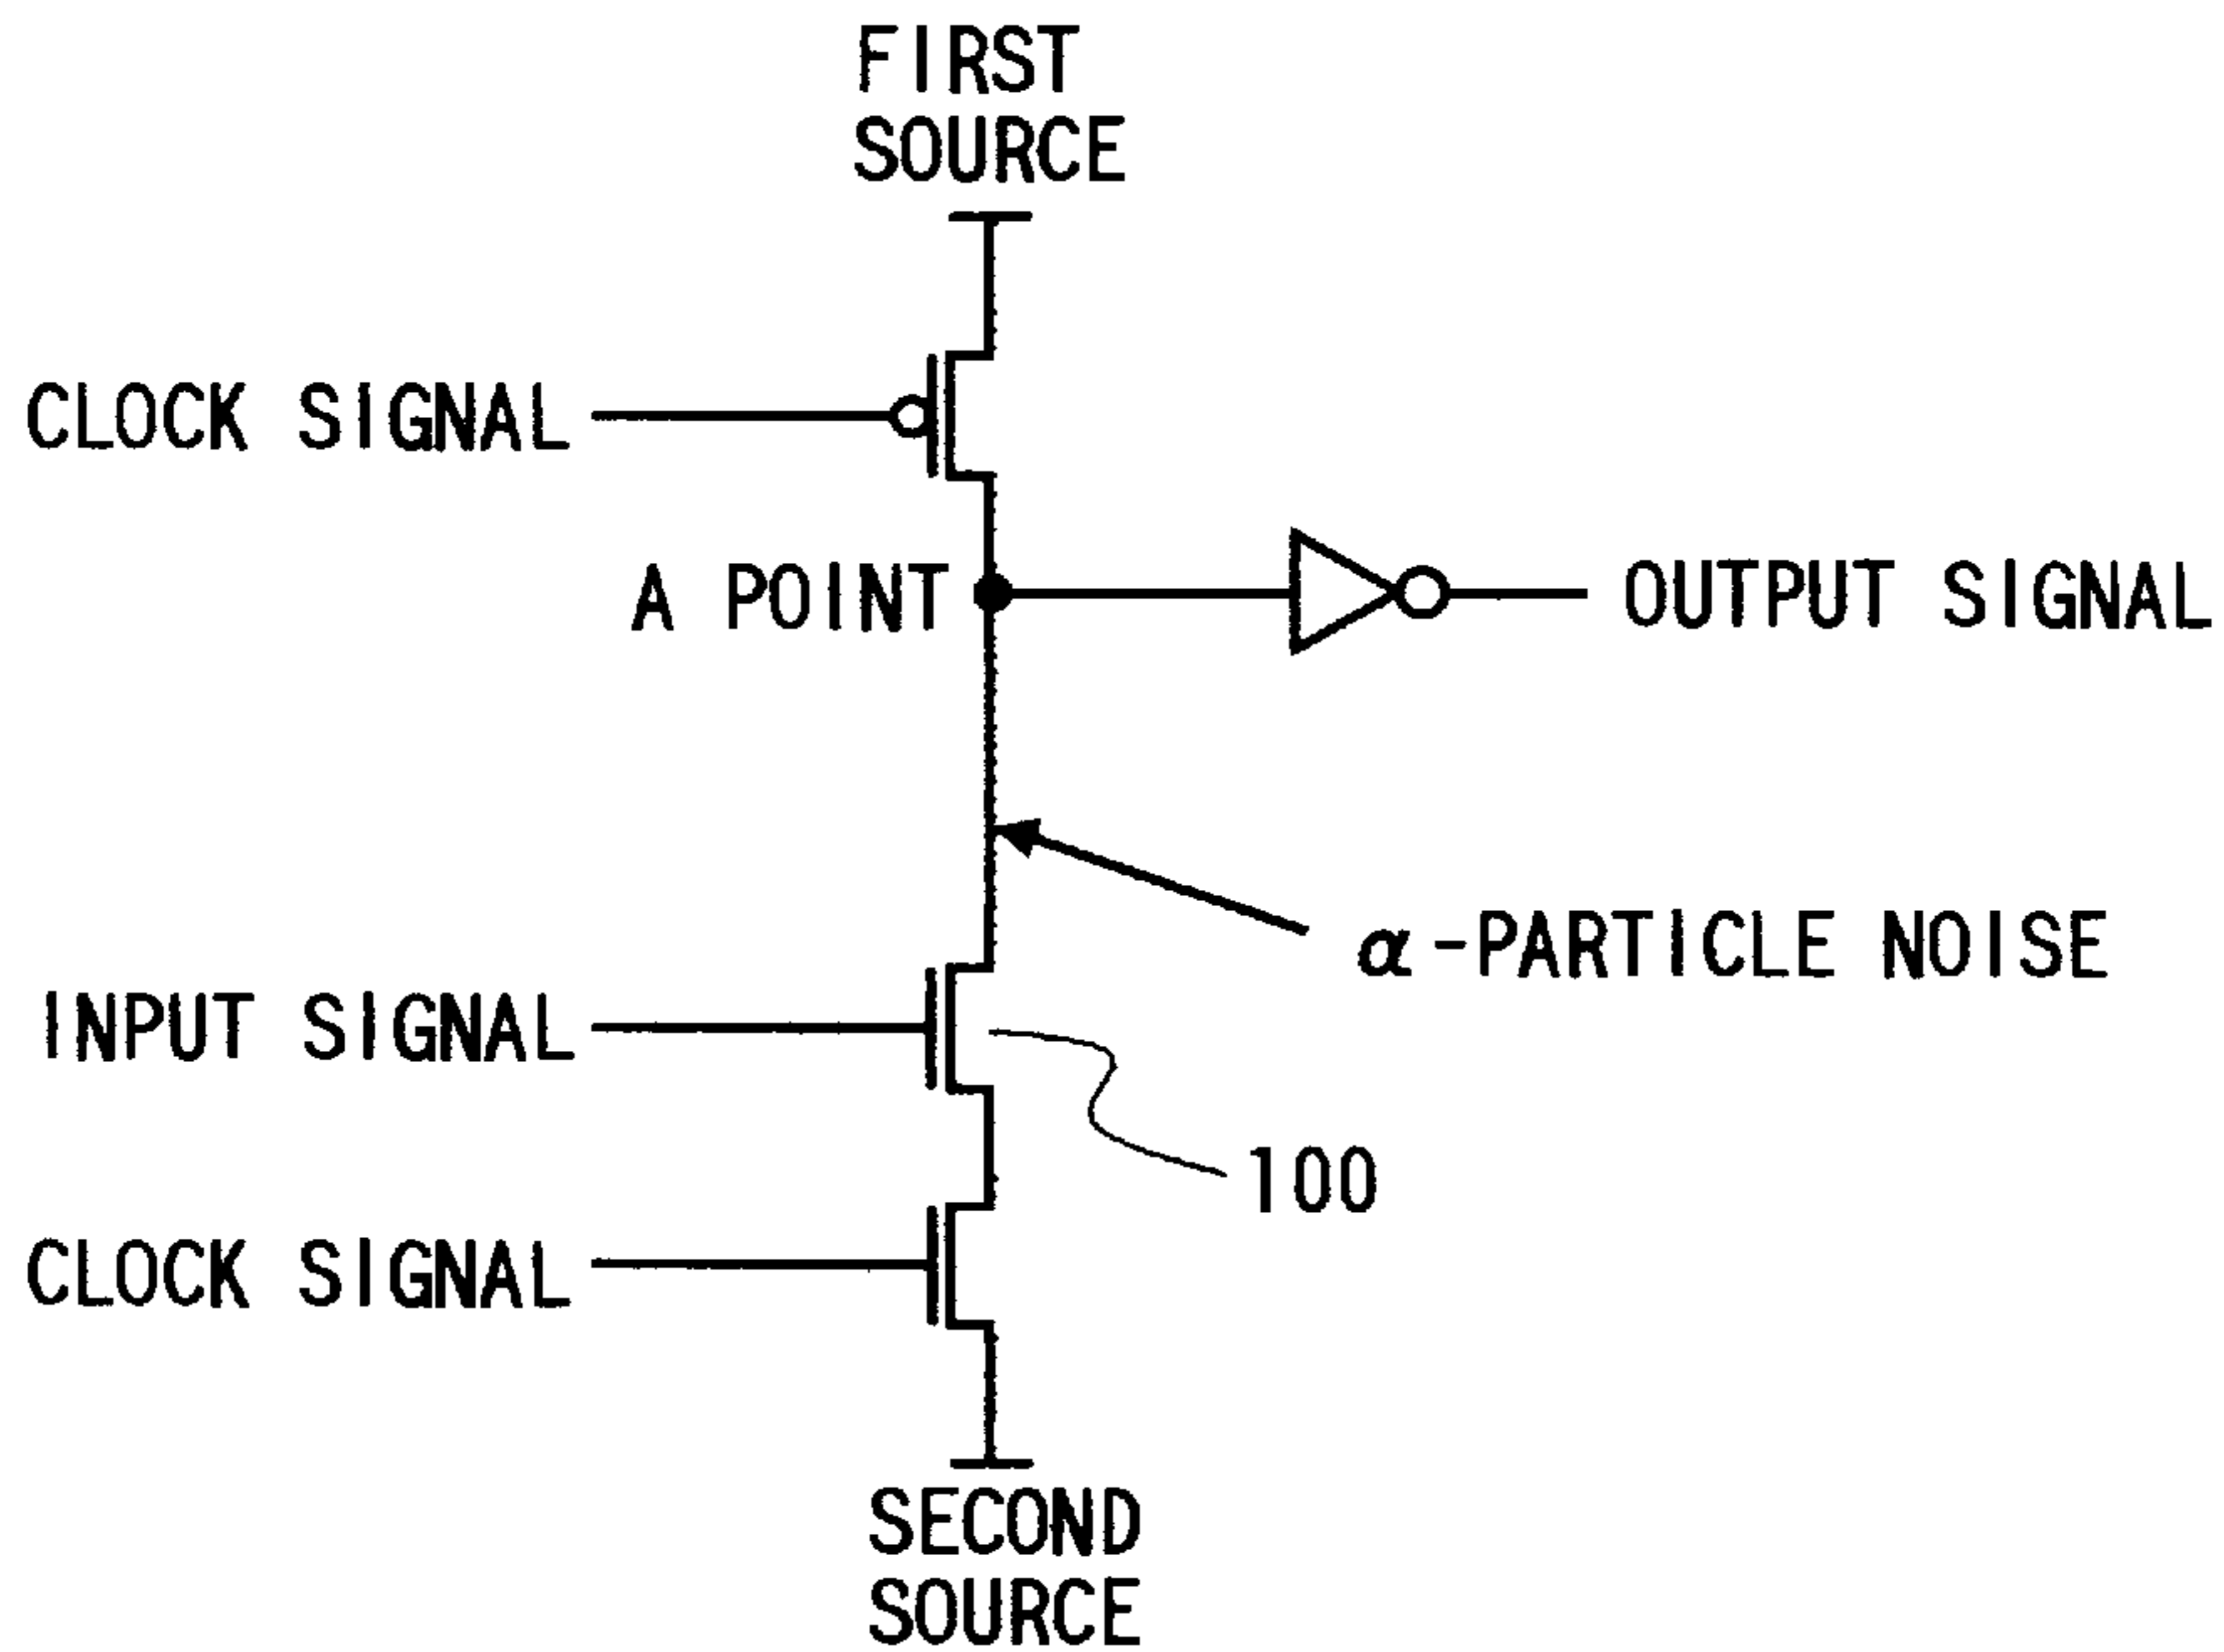 FIRST
SOURCE
CLOCK SIGNAL
A POINT
OUTPUT SIGNAL
α-PARTICLE NOISE
INPUT SIGNAL
100
CLOCK SIGNAL
SECOND
SOURCE